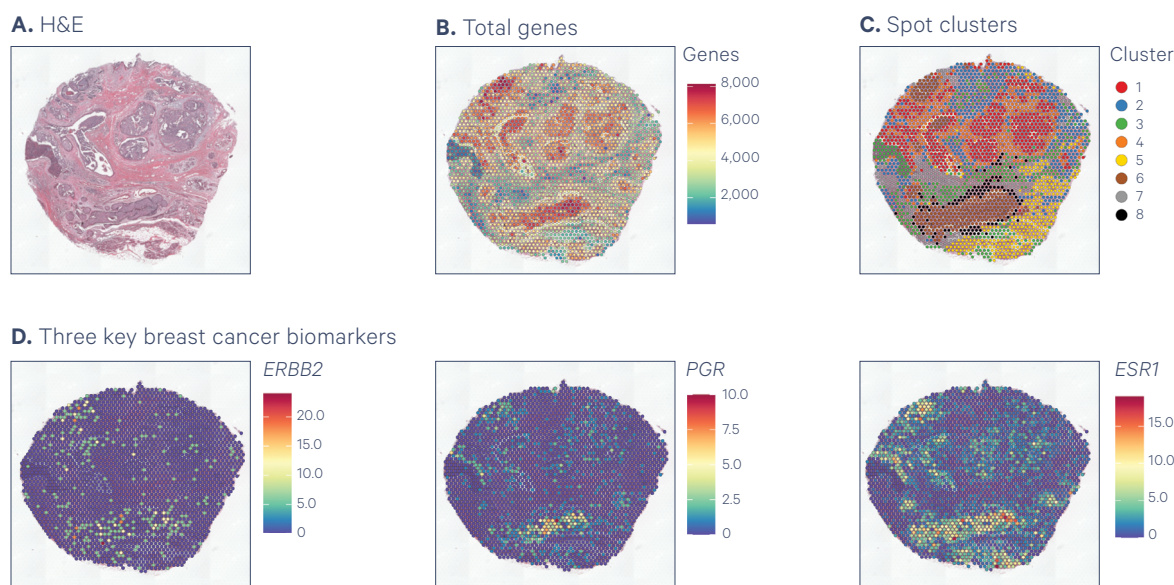 A. H&E
B. Total genes
Genes
8,000
6,000
4,000
2,000
C. Spot clusters
Cluster
1
2
3
4
5
6
7
8
D. Three key breast cancer biomarkers
ERBB2
20.0
15.0
10.0
5.0
0
PGR
10.0
7.5
5.0
2.5
0
ESR1
15.0
10.0
5.0
0